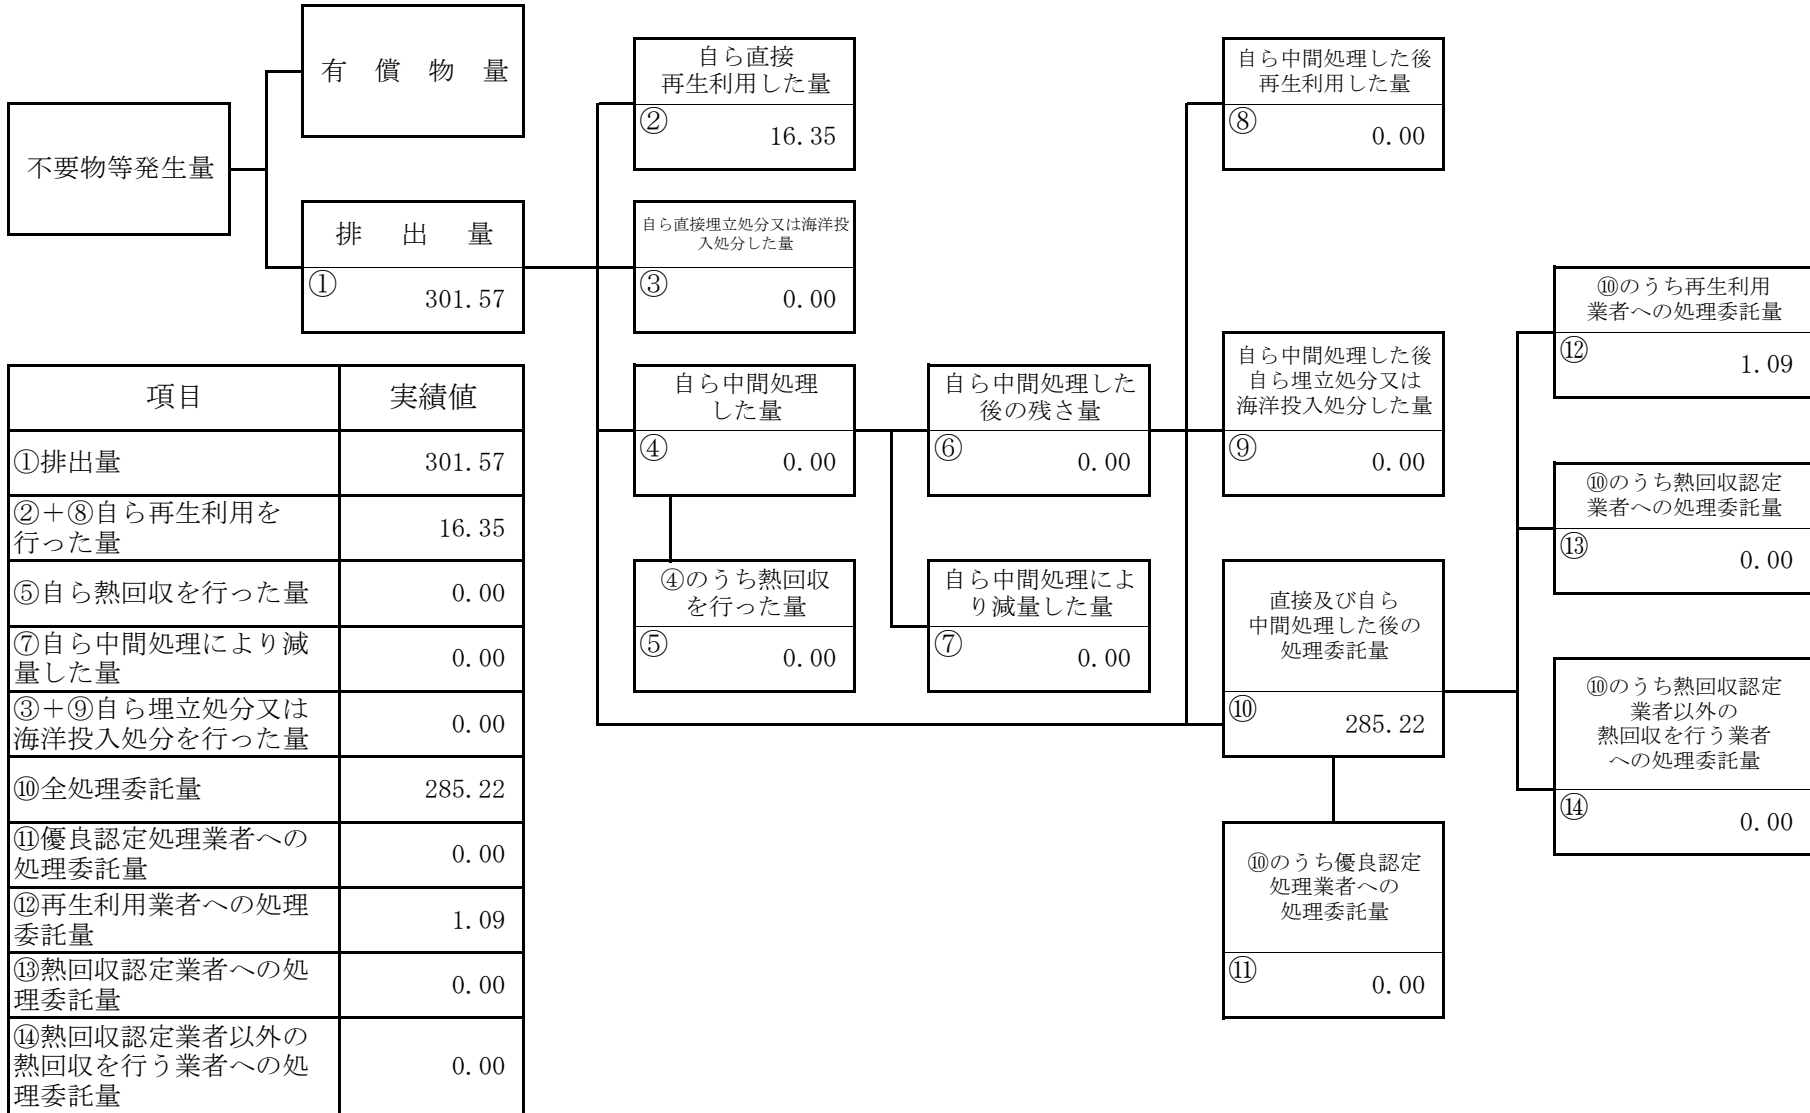 有償物量
不要物等発生量
排出量
①
301.57
自ら直接
再生利用した量
②
16.35
自ら直接埋立処分又は海洋投
入処分した量
③
0.00
自ら中間処理
した量
④
0.00
④のうち熱回収
を行った量
⑤
0.00
自ら中間処理した
後の残さ量
⑥
0.00
自ら中間処理によ
り減量した量
⑦
0.00
自ら中間処理した後
再生利用した量
⑧
0.00
自ら中間処理した後
自ら埋立処分又は
海洋投入処分した量
⑨
0.00
直接及び自ら
中間処理した後の
処理委託量
⑩
285.22
⑩のうち優良認定
処理業者への
処理委託量
⑪
0.00
⑩のうち再生利用
業者への処理委託量
⑫
1.09
⑩のうち熱回収認定
業者への処理委託量
⑬
0.00
⑩のうち熱回収認定
業者以外の
熱回収を行う業者
への処理委託量
⑭
0.00
項目 実績値
①排出量 301.57
②＋⑧自ら再生利用を
行った量 16.35
⑤自ら熱回収を行った量 0.00
⑦自ら中間処理により減
量した量 0.00
③＋⑨自ら埋立処分又は
海洋投入処分を行った量 0.00
⑩全処理委託量 285.22
⑪優良認定処理業者への
処理委託量 0.00
⑫再生利用業者への処理
委託量 1.09
⑬熱回収認定業者への処
理委託量 0.00
⑭熱回収認定業者以外の
熱回収を行う業者への処 0.00
理委託量